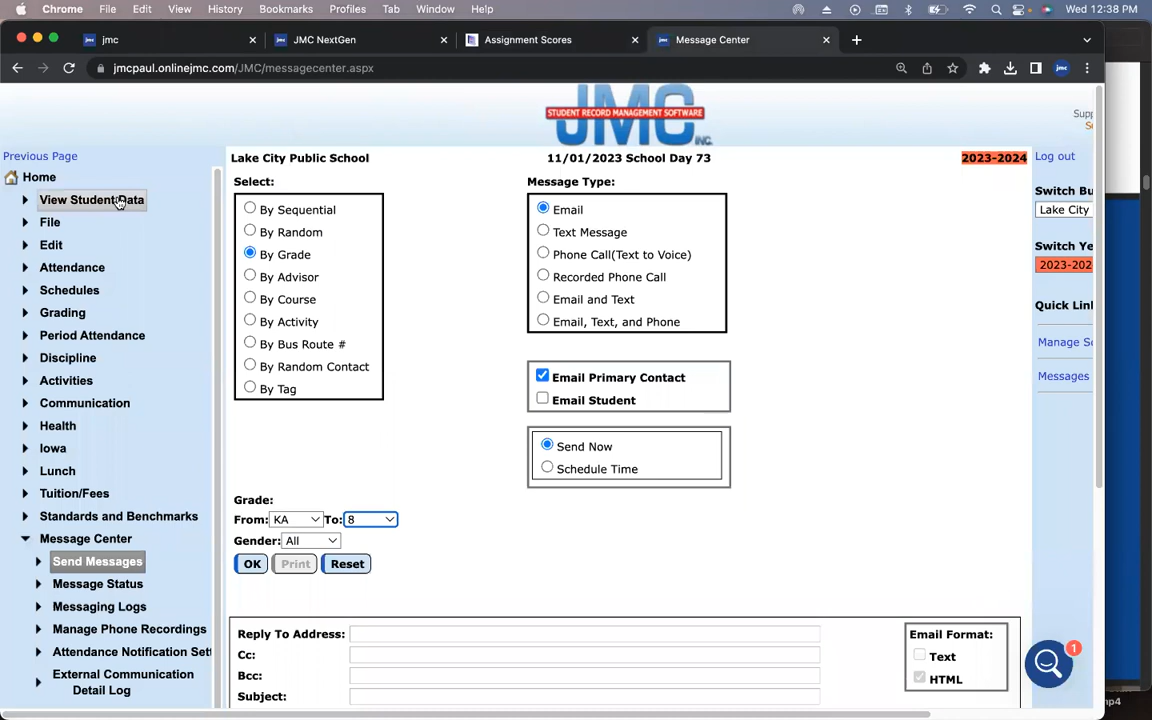 Chrome File Edit View History Bookmarks Profiles Tab Window Help Wed 12:38 PM
jmc JMC NextGen Assignment Scores Message Center
jmcpaul.onlinejmc.com/JMC/messagecenter.aspx jmc
JMC
STUDENT RECORD MANAGEMENT SOFTWARE
INC.
Supp
Previous Page
Home
View Student Data
File
Edit
Attendance
Schedules
Grading
Period Attendance
Discipline
Activities
Communication
Health
Iowa
Lunch
Tuition/Fees
Standards and Benchmarks
Message Center
Send Messages
Message Status
Messaging Logs
Manage Phone Recordings
Attendance Notification Sett
External Communication
Detail Log
Lake City Public School 11/01/2023 School Day 73 2023-2024
Select:
By Sequential
By Random
By Grade
By Advisor
By Course
By Activity
By Bus Route #
By Random Contact
By Tag
Message Type:
Email
Text Message
Phone Call(Text to Voice)
Recorded Phone Call
Email and Text
Email, Text, and Phone
Email Primary Contact
Email Student
Send Now
Schedule Time
Grade:
From: KA To: 8
Gender: All
OK Print Reset
Reply To Address:
Cc:
Bcc:
Subject:
Email Format:
Text
HTML
Log out
Switch Bu
Lake City
Switch Ye
2023-202
Quick Lin
Manage Sc
Messages
1
mp4